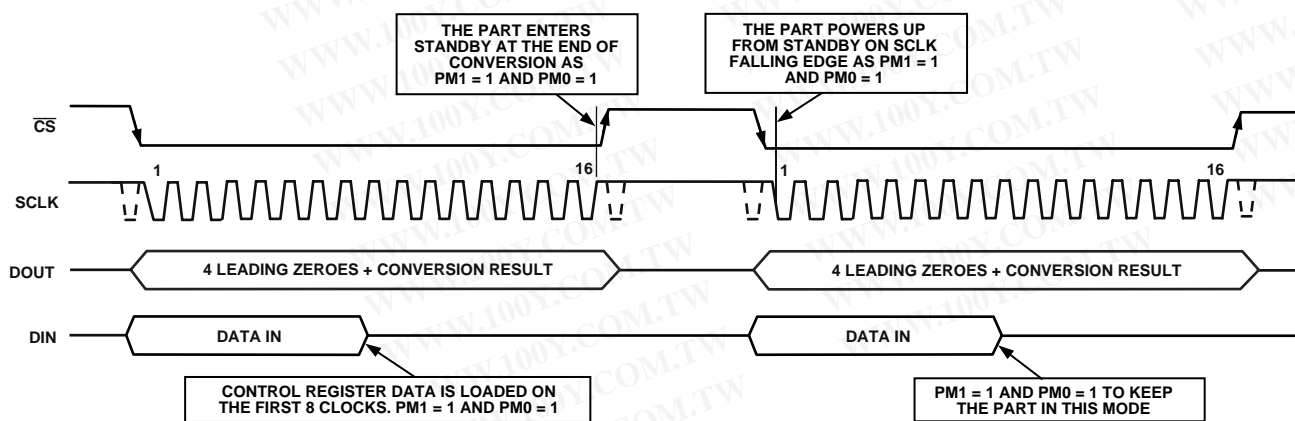 THE PART ENTERS
STANDBY AT THE END OF
CONVERSION AS
PM1 = 1 AND PM0 = 1
THE PART POWERS UP
FROM STANDBY ON SCLK
FALLING EDGE AS PM1 = 1
AND PM0 = 1
CS
1
16
1
16
SCLK
DOUT
4 LEADING ZEROES + CONVERSION RESULT
4 LEADING ZEROES + CONVERSION RESULT
DIN
DATA IN
DATA IN
CONTROL REGISTER DATA IS LOADED ON
THE FIRST 8 CLOCKS. PM1 = 1 AND PM0 = 1
PM1 = 1 AND PM0 = 1 TO KEEP
THE PART IN THIS MODE
WWW.100Y.COM.TW